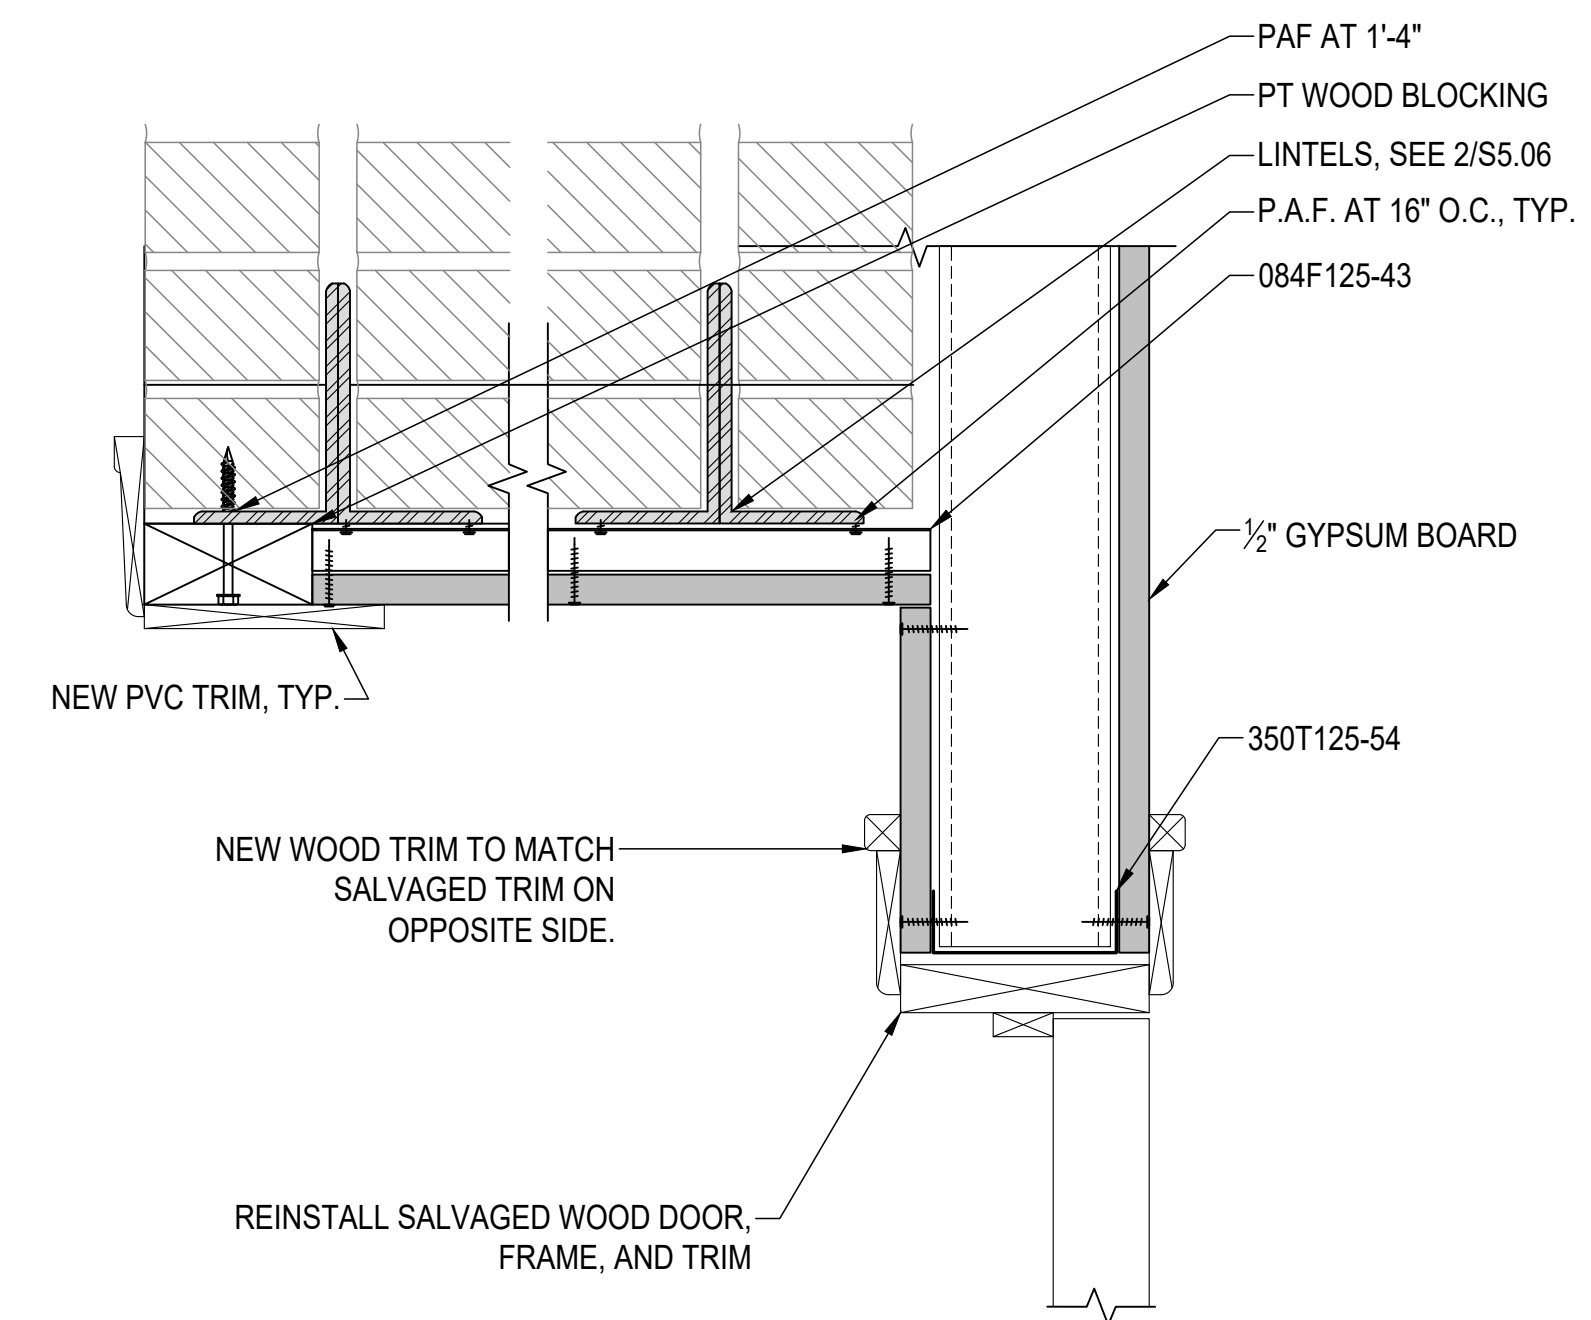 PAF AT 1'-4"
PT WOOD BLOCKING
LINTELS, SEE 2/S5.06
P.A.F. AT 16" O.C., TYP.
084F125-43
½" GYPSUM BOARD
NEW PVC TRIM, TYP.
350T125-54
NEW WOOD TRIM TO MATCH
SALVAGED TRIM ON
OPPOSITE SIDE.
REINSTALL SALVAGED WOOD DOOR,
FRAME, AND TRIM